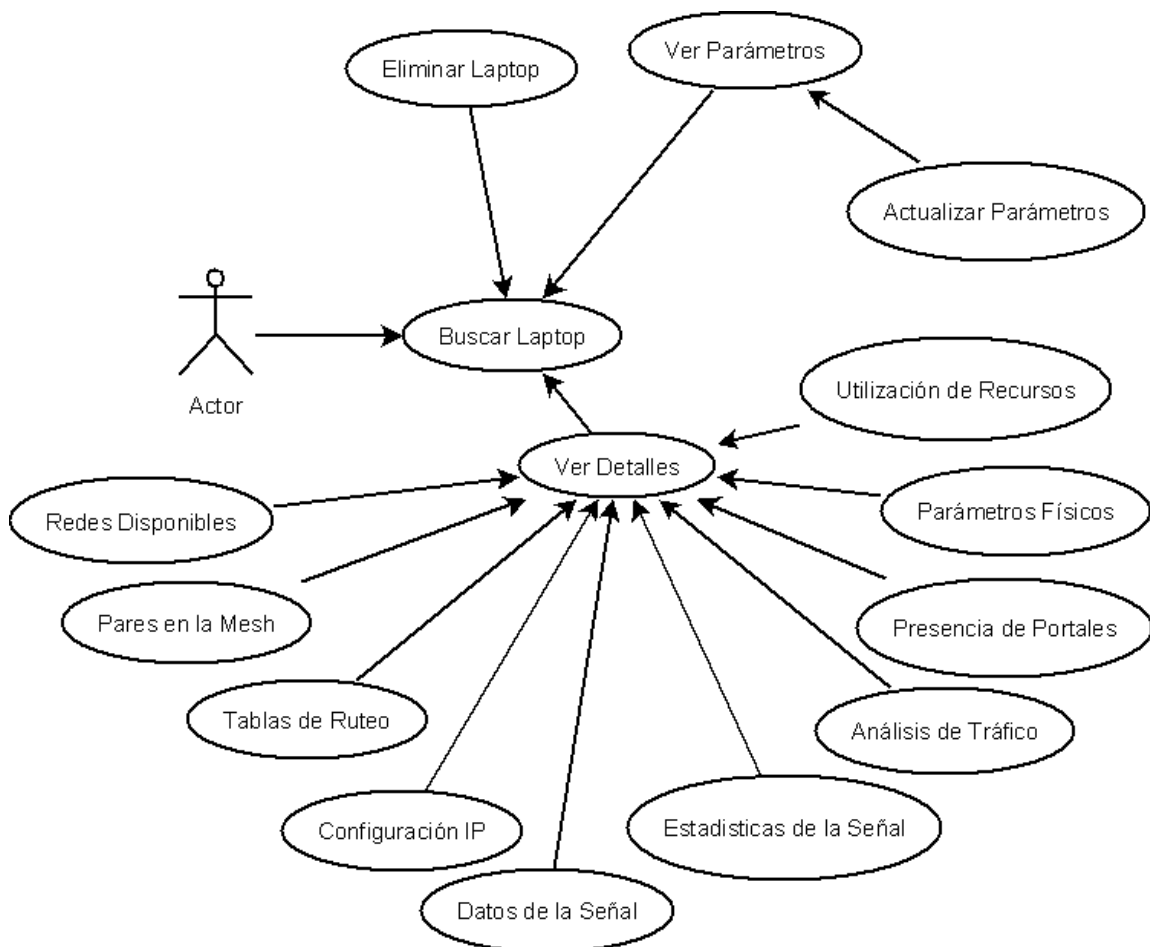 Ver Parámetros
Eliminar Laptop
Actualizar Parámetros
Buscar Laptop
Actor
Utilización de Recursos
Ver Detalles
Redes Disponibles
Parámetros Físicos
Pares en la Mesh
Presencia de Portales
Tablas de Ruteo
Análisis de Tráfico
Configuración IP
Estadisticas de la Señal
Datos de la Señal